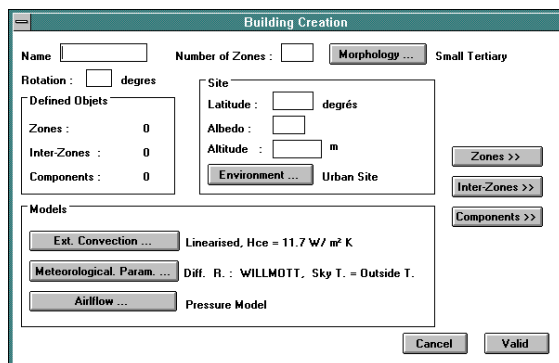 Building Creation
Name Number of Zones : Morphology ... Small Tertiary
Rotation : degres
Defined Objets
Zones : 0
Inter-Zones : 0
Components : 0
Site
Latitude : degrés
Albedo :
Altitude : m
Environment ... Urban Site
Zones >>
Inter-Zones >>
Components >>
Models
Ext. Convection ... Linearised, Hce = 11.7 W/ m² K
Meteorological. Param. ... Diff. R. : WILLMOTT, Sky T. = Outside T.
Airlflow ... Pressure Model
Cancel Valid